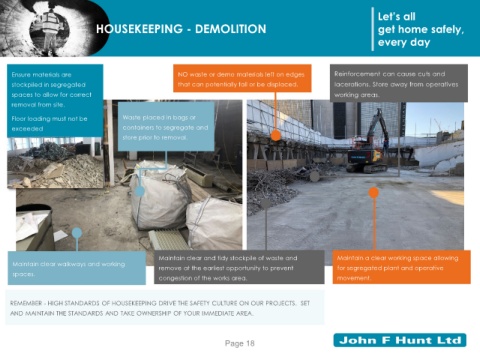 HOUSEKEEPING - DEMOLITION
Let's all
get home safely,
every day
Ensure materials are
stockpiled in segregated
spaces to allow for correct
removal from site.
Floor loading must not be
exceeded
NO waste or demo materials left on edges
that can potentially fall or be displaced.
Reinforcement can cause cuts and
lacerations. Store away from operatives
working areas.
Waste placed in bags or
containers to segregate and
store prior to removal.
Maintain clear walkways and working
spaces.
Maintain clear and tidy stockpile of waste and
remove at the earliest opportunity to prevent
congestion of the works area.
Maintain a clear working space allowing
for segregated plant and operative
movement.
REMEMBER - HIGH STANDARDS OF HOUSEKEEPING DRIVE THE SAFETY CULTURE ON OUR PROJECTS. SET
AND MAINTAIN THE STANDARDS AND TAKE OWNERSHIP OF YOUR IMMEDIATE AREA.
Page 18
John F Hunt Ltd